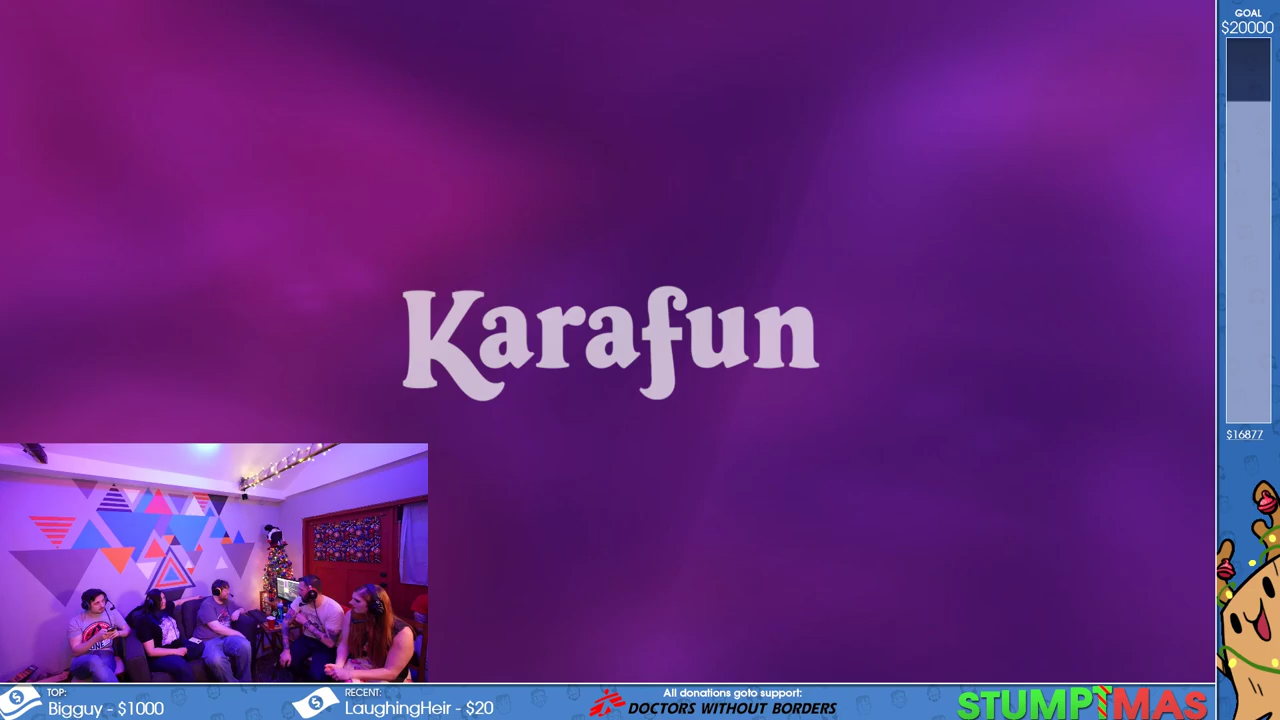 GOAL
$20000
Karafun
$16877
TOP:
Bigguy - $1000
RECENT:
LaughingHeir - $20
All donations goto support:
DOCTORS WITHOUT BORDERS
STUMPTMAS